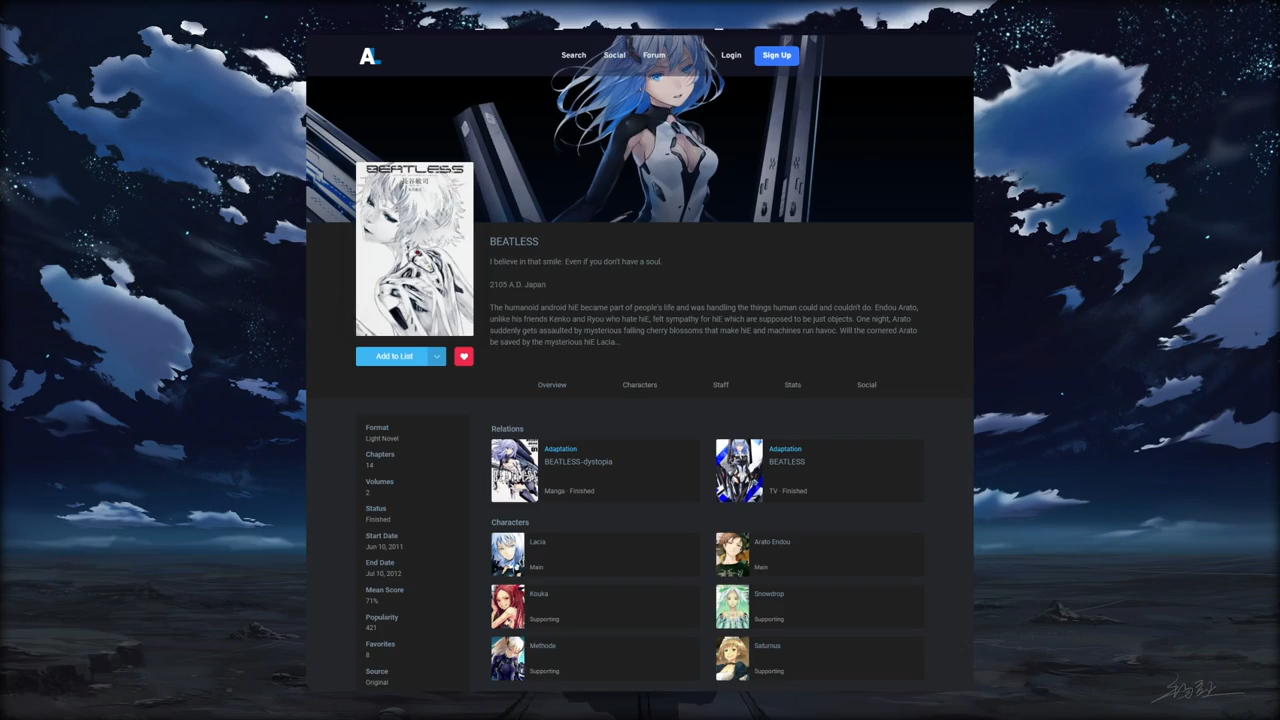 AL
Search Social Forum Login Sign Up
BEATLESS
長谷敏司
BEATLESS
I believe in that smile. Even if you don't have a soul.
2105 A.D. Japan
The humanoid android hIE became part of people's life and was handling the things human could and couldn't do. Endou Arato,
unlike his friends Kenko and Ryou who hate hIE, felt sympathy for hIE which are supposed to be just objects. One night, Arato
suddenly gets assaulted by mysterious falling cherry blossoms that make hIE and machines run havoc. Will the cornered Arato
be saved by the mysterious hIE Lacia...
Add to List
Overview Characters Staff Stats Social
Format
Light Novel
Chapters
14
Volumes
2
Status
Finished
Start Date
Jun 10, 2011
End Date
Jul 10, 2012
Mean Score
71%
Popularity
421
Favorites
8
Source
Original
Relations
Adaptation
BEATLESS-dystopia
Manga · Finished
Adaptation
BEATLESS
TV · Finished
Characters
Lacia
Main
Arato Endou
Main
Kouka
Supporting
Snowdrop
Supporting
Methode
Supporting
Saturnus
Supporting